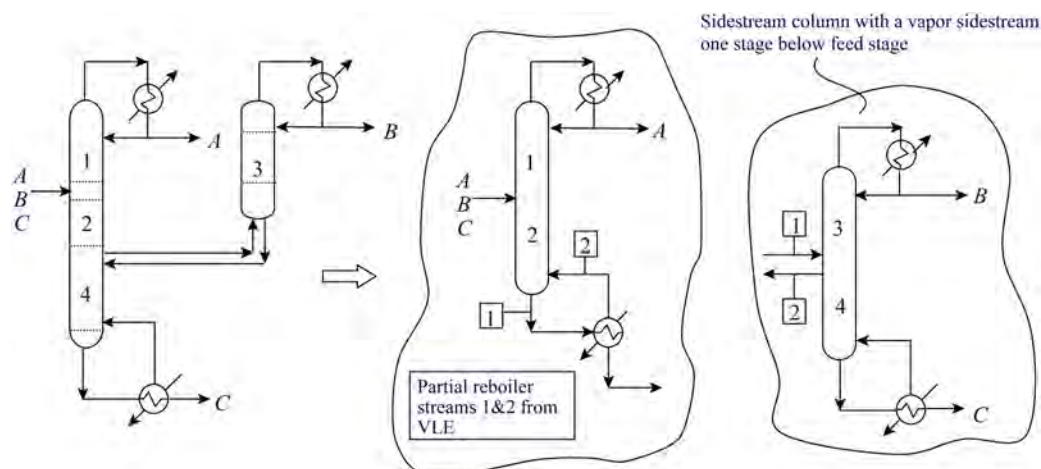 Sidestream column with a vapor sidestream
one stage below feed stage
A
B
C
1
2
4
A
C
3
B
A
B
C
1
2
A
2
1
Partial reboiler
streams 1&2 from
VLE
1
2
3
4
B
C